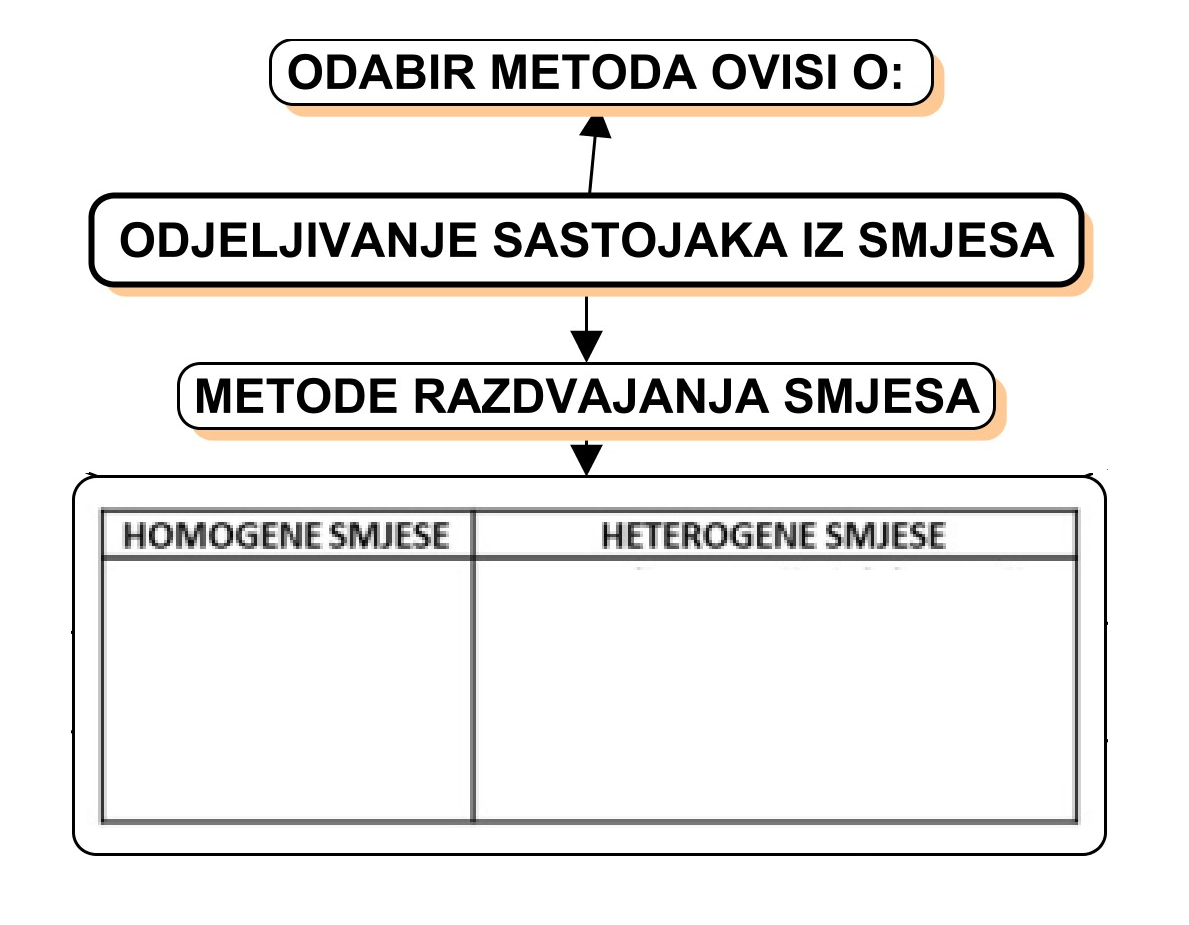 ODABIR METODA OVISI O:
ODJELJIVANJE SASTOJAKA IZ SMJESA
METODE RAZDVAJANJA SMJESA
HOMOGENE SMJESE
HETEROGENE SMJESE